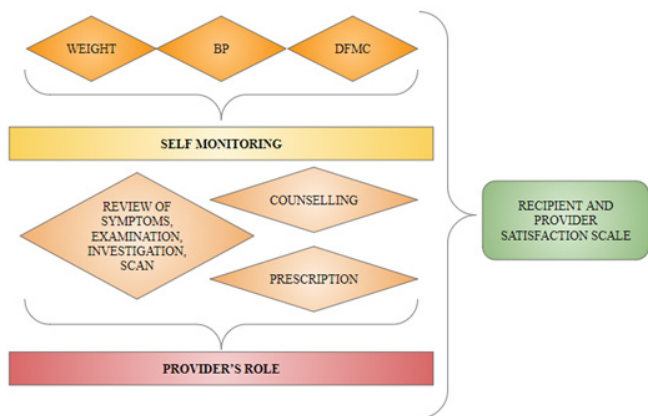 WEIGHT
BP
DFMC
SELF MONITORING
REVIEW OF
SYMPTOMS,
EXAMINATION,
INVESTIGATION,
SCAN
COUNSELLING
PRESCRIPTION
PROVIDER'S ROLE
RECIPIENT AND
PROVIDER
SATISFACTION SCALE